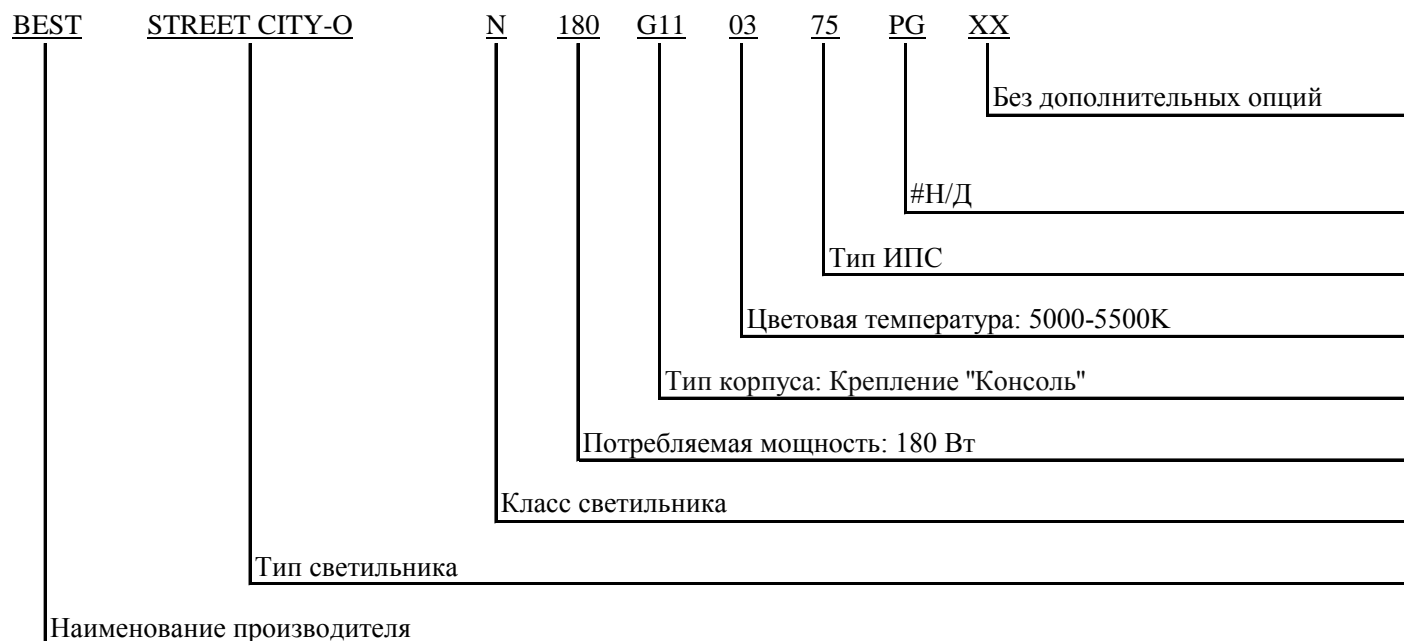 BEST STREET CITY-O N 180 G11 03 75 PG XX
Без дополнительных опций
#Н/Д
Тип ИПС
Цветовая температура: 5000-5500K
Тип корпуса: Крепление "Консоль"
Потребляемая мощность: 180 Вт
Класс светильника
Тип светильника
Наименование производителя